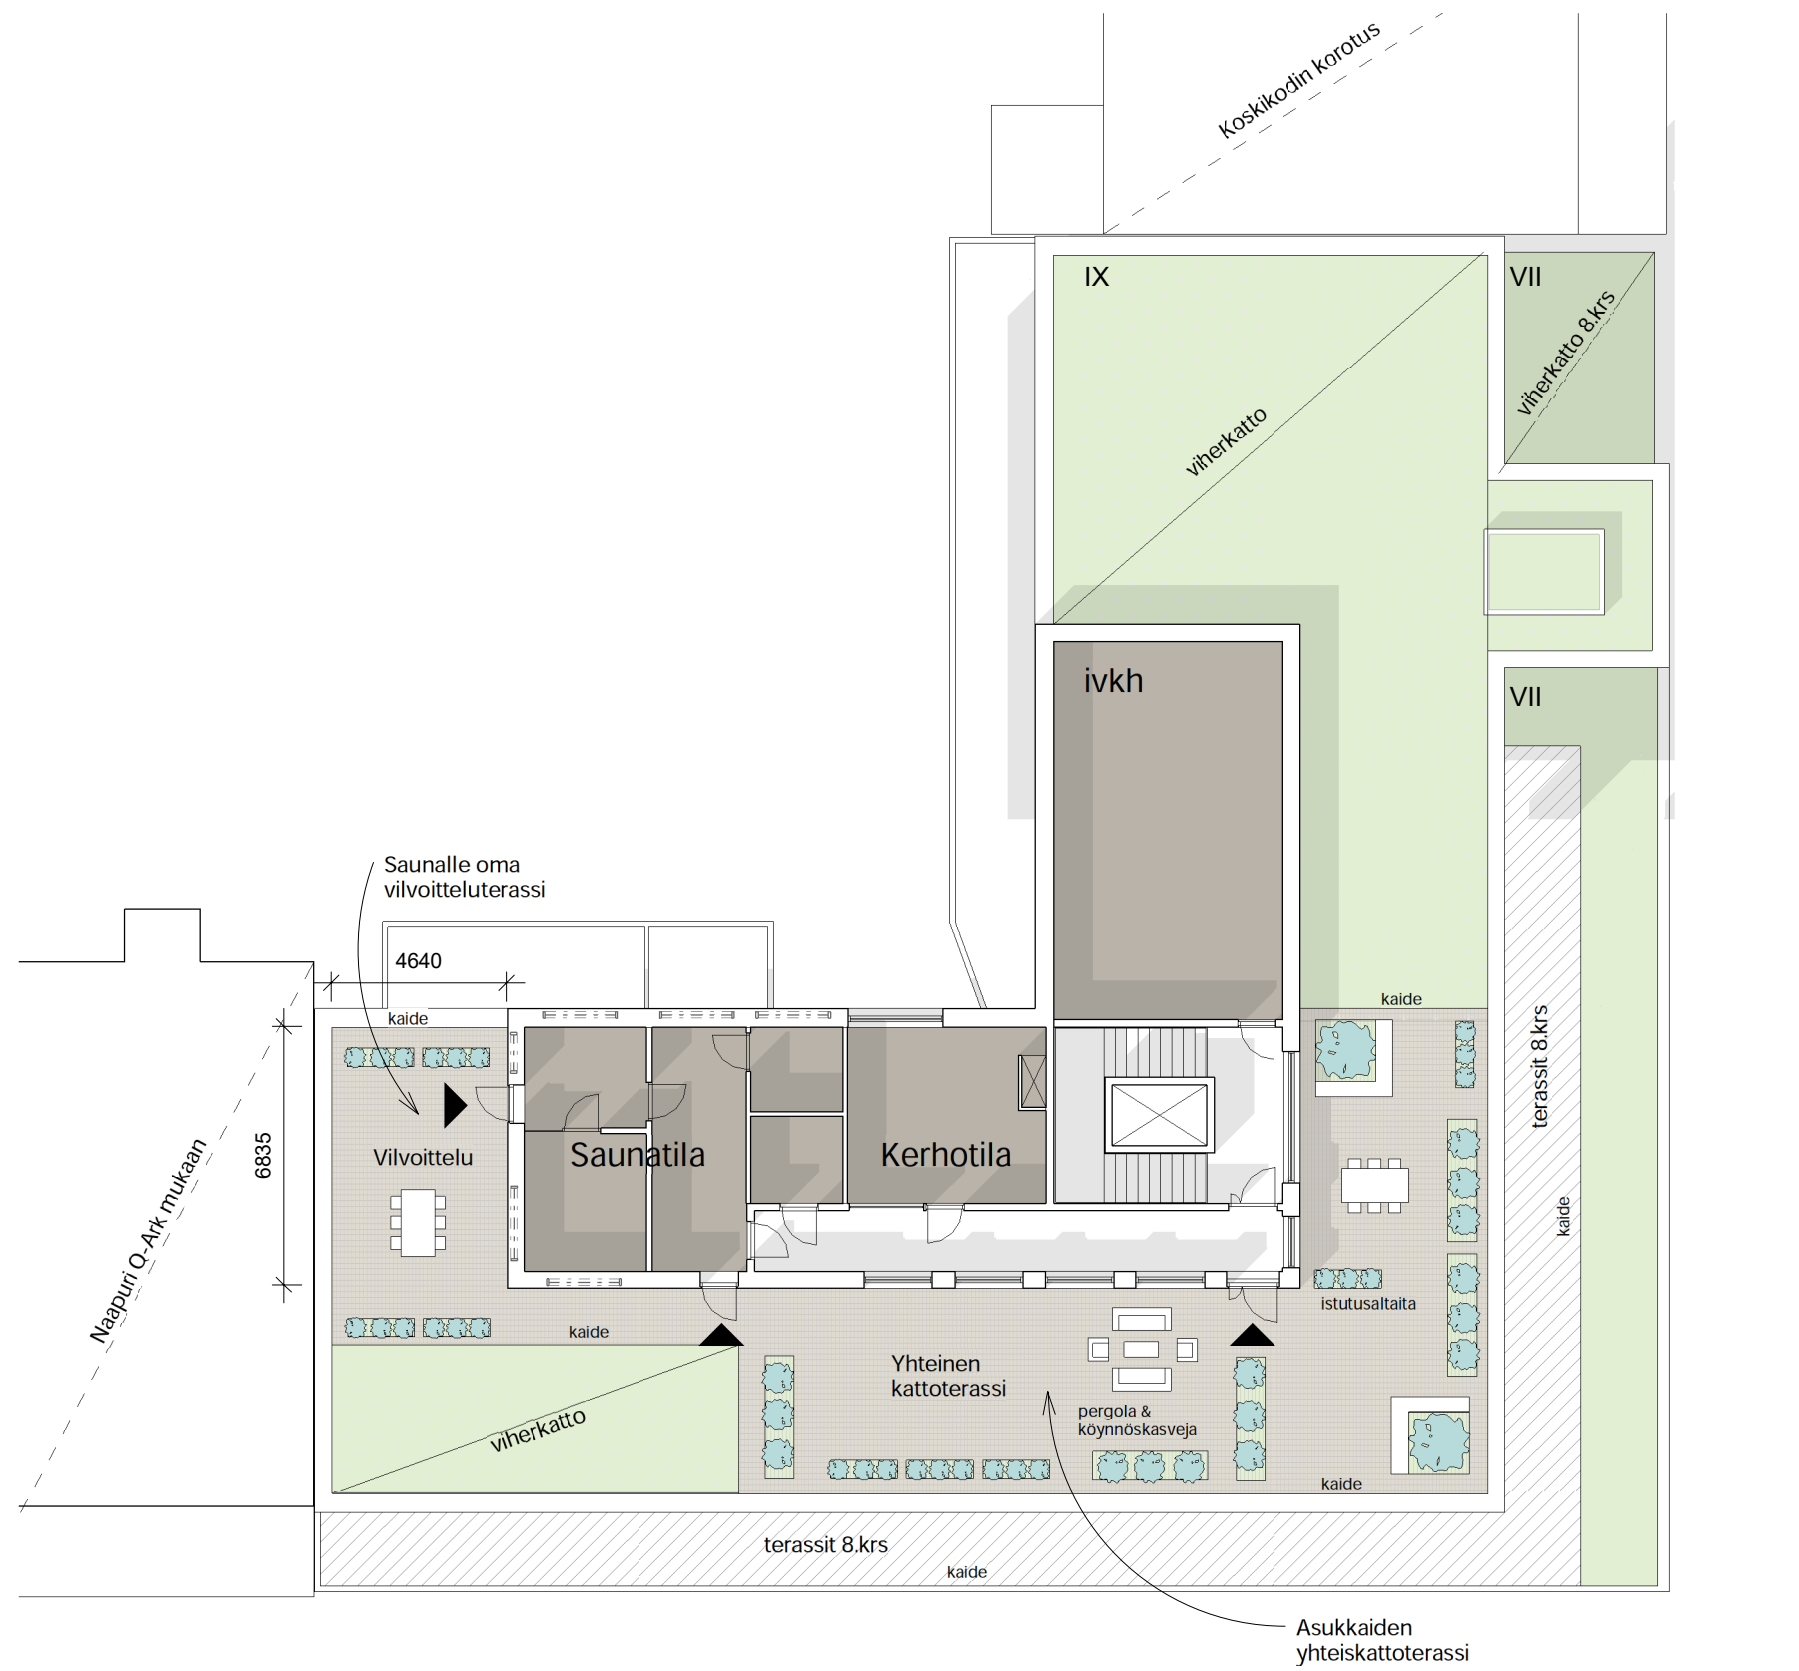 Koskikodin korotus
IX
VII
viherkatto 8.krs
viherkatto
ivkh
VII
Saunalle oma
vilvoitteluterassi
4640
kaide
kaide
terassit 8.krs
6835
Vilvoittelu
Saunatila
Kerhotila
Naapuri Q-Ark mukaan
kaide
istutusaltaita
kaide
Yhteinen
kattoterassi
pergola &
köynnöskasveja
viherkatto
kaide
terassit 8.krs
kaide
Asukkaiden
yhteiskattoterassi